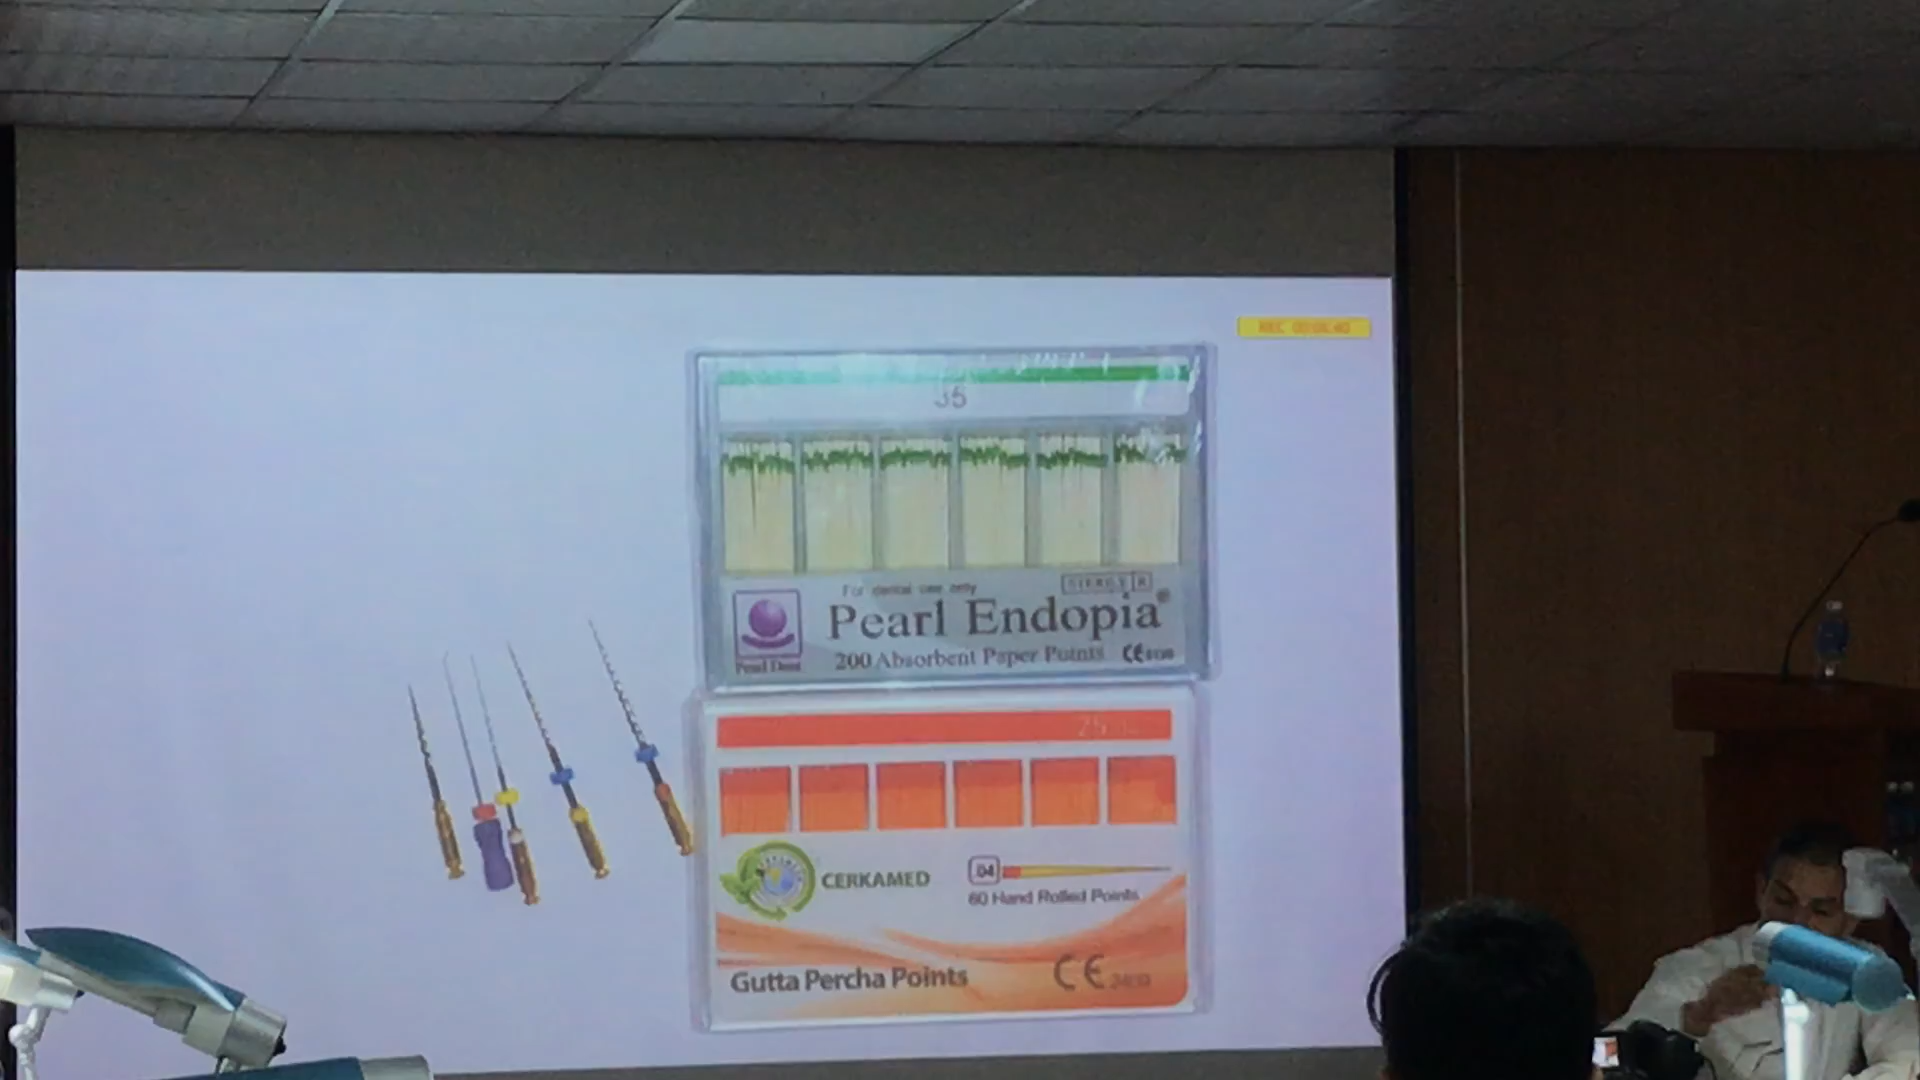 35
For dental use only
Pearl Endopia®
Pearl Dent
200 Absorbent Paper Points CE
25
CERKAMED
.04
60 Hand Rolled Points
Gutta Percha Points
CE